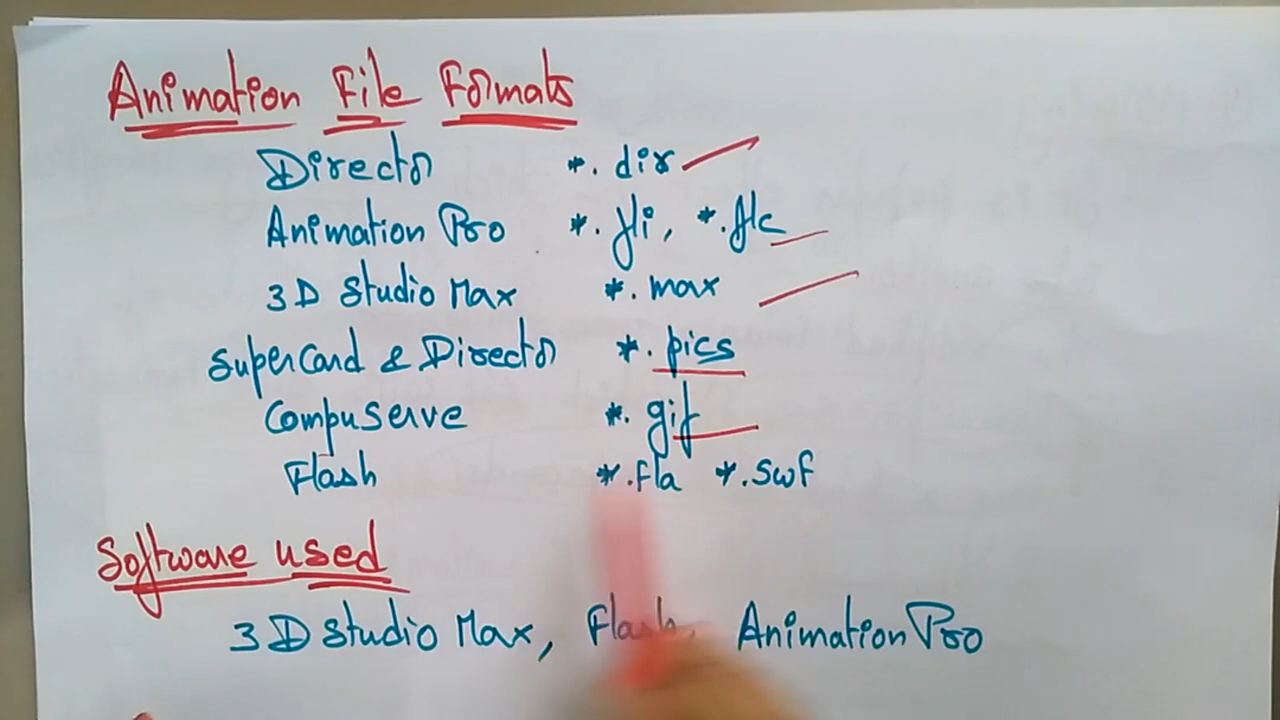 Animation File Formats
Director *. dir
Animation Pro *. fli, *. flc
3D Studio Max *. max
Supercard & Director *. pics
Compuserve *. gif
Flash *.fla *.swf
Software used
3D Studio Max, Flash, Animation Pro